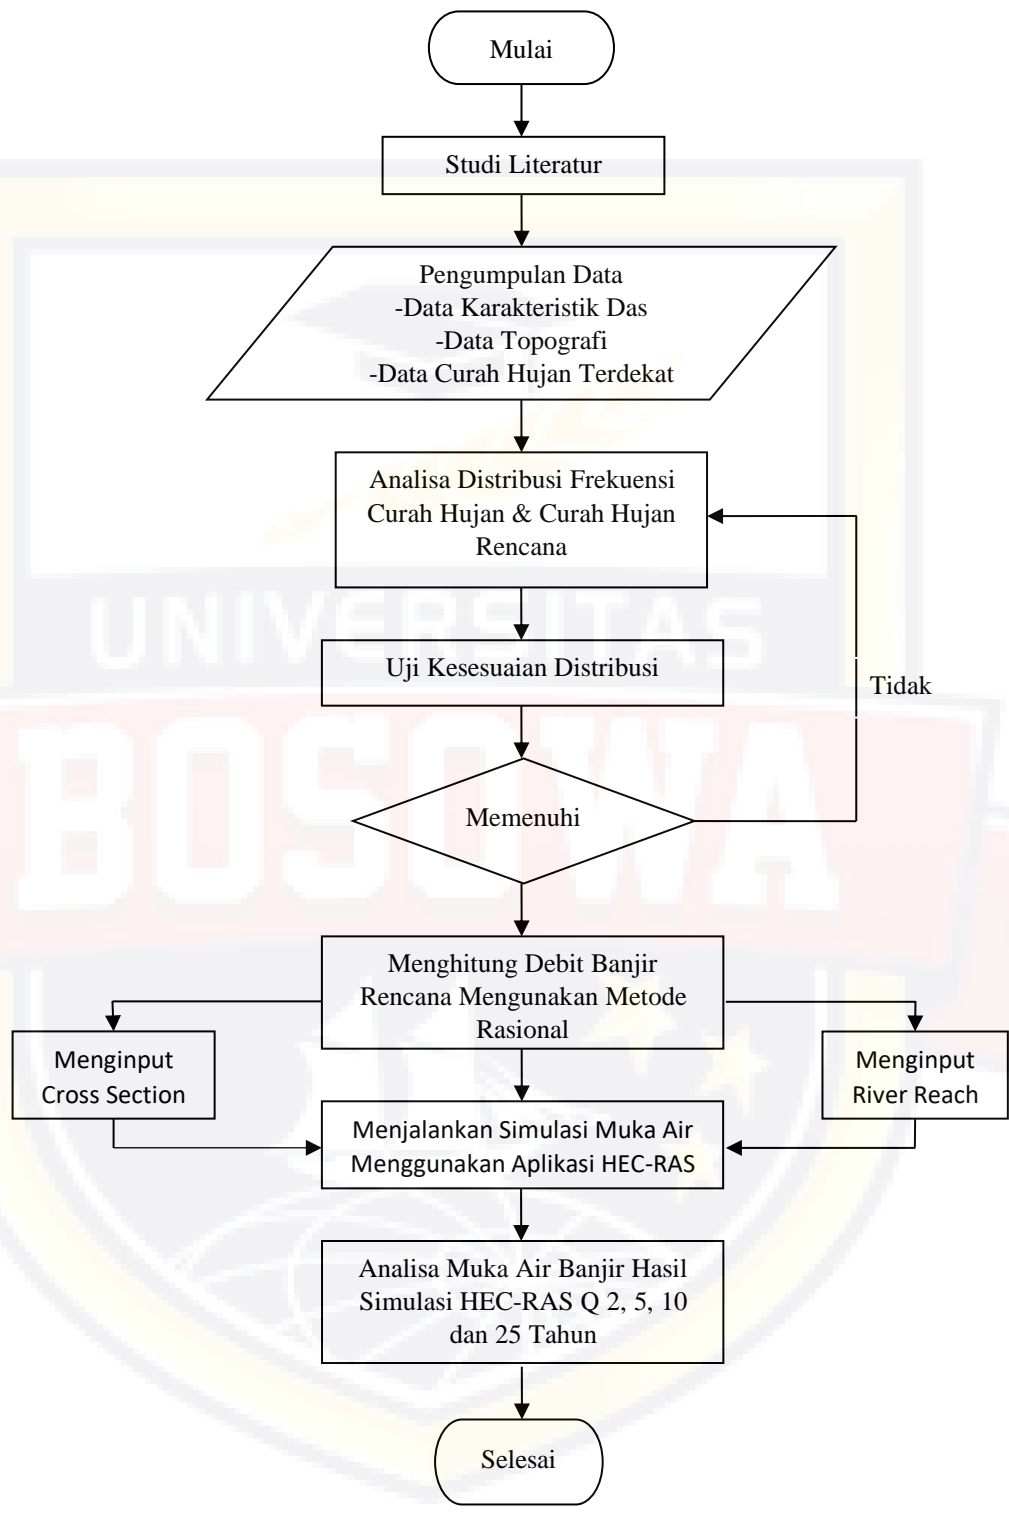 Mulai
Studi Literatur
Pengumpulan Data
-Data Karakteristik Das
-Data Topografi
-Data Curah Hujan Terdekat
Analisa Distribusi Frekuensi
Curah Hujan & Curah Hujan
Rencana
Uji Kesesuaian Distribusi
Tidak
Memenuhi
Menghitung Debit Banjir
Rencana Mengunakan Metode
Rasional
Menginput
Cross Section
Menginput
River Reach
Menjalankan Simulasi Muka Air
Menggunakan Aplikasi HEC-RAS
Analisa Muka Air Banjir Hasil
Simulasi HEC-RAS Q 2, 5, 10
dan 25 Tahun
Selesai
UNIVERSITAS
BOSOWA